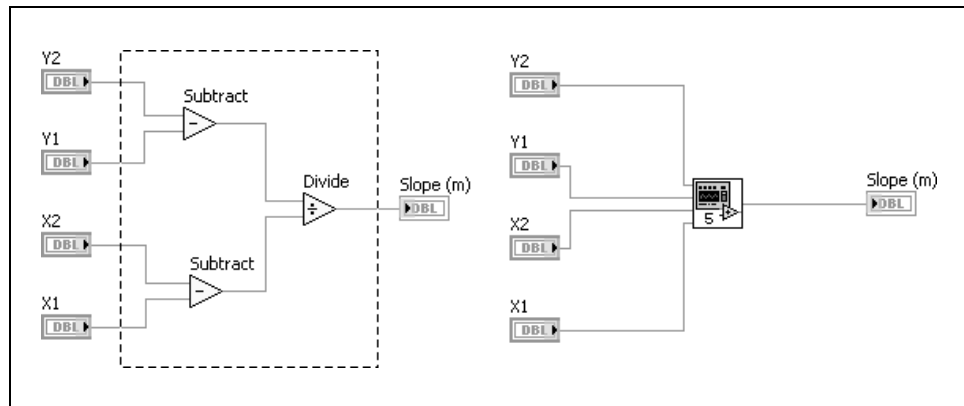 Y2
DBL
Subtract
-
Y1
DBL
Divide
÷
Slope (m)
DBL
X2
DBL
Subtract
-
X1
DBL
Y2
DBL
Y1
DBL
Slope (m)
DBL
5
+
X2
DBL
X1
DBL